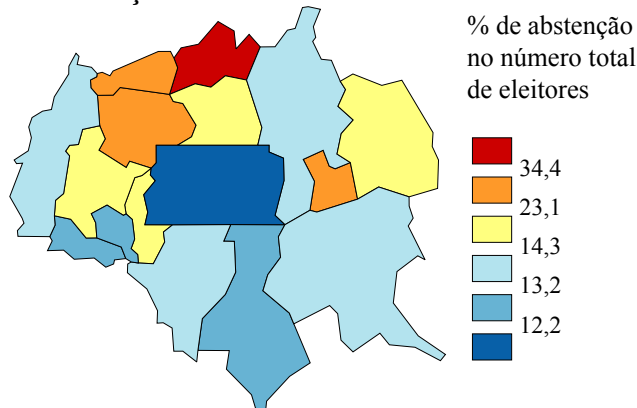 % de abstenção
no número total
de eleitores
34,4
23,1
14,3
13,2
12,2